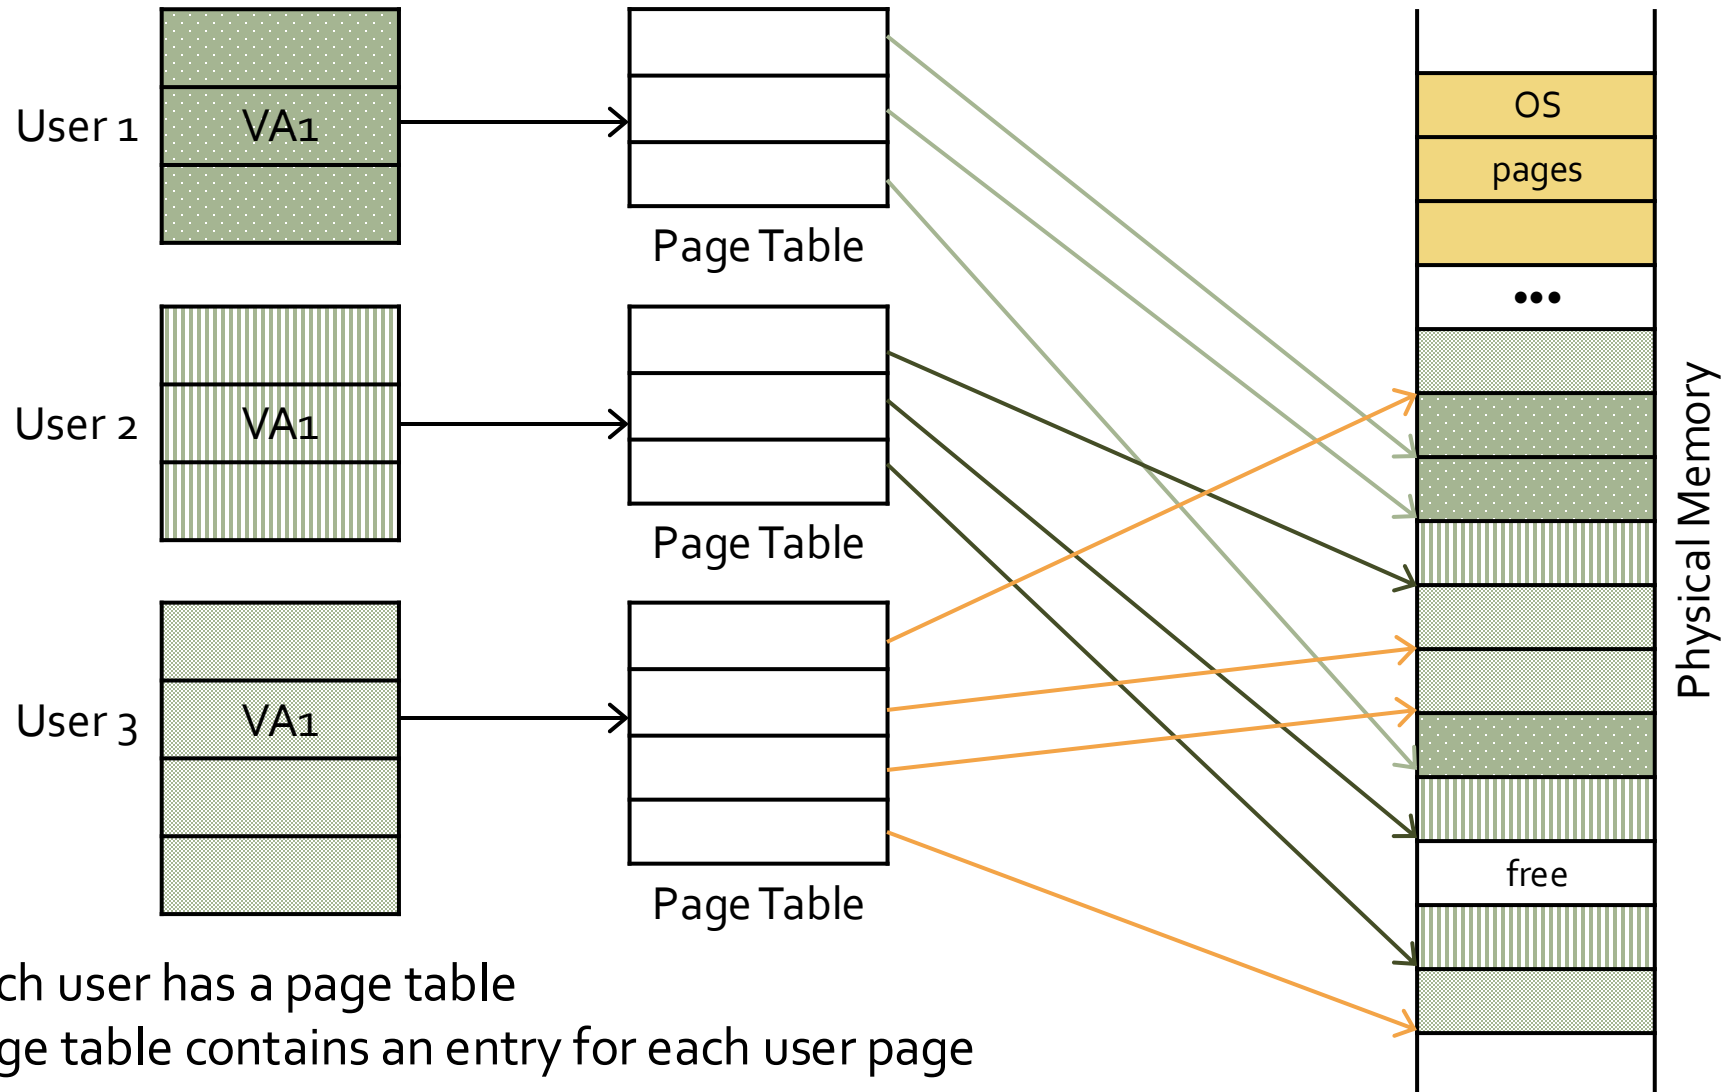 User 1
VA1
Page Table
User 2
VA1
Page Table
User 3
VA1
Page Table
OS
pages
•••
free
Physical Memory
ch user has a page table
ge table contains an entry for each user page